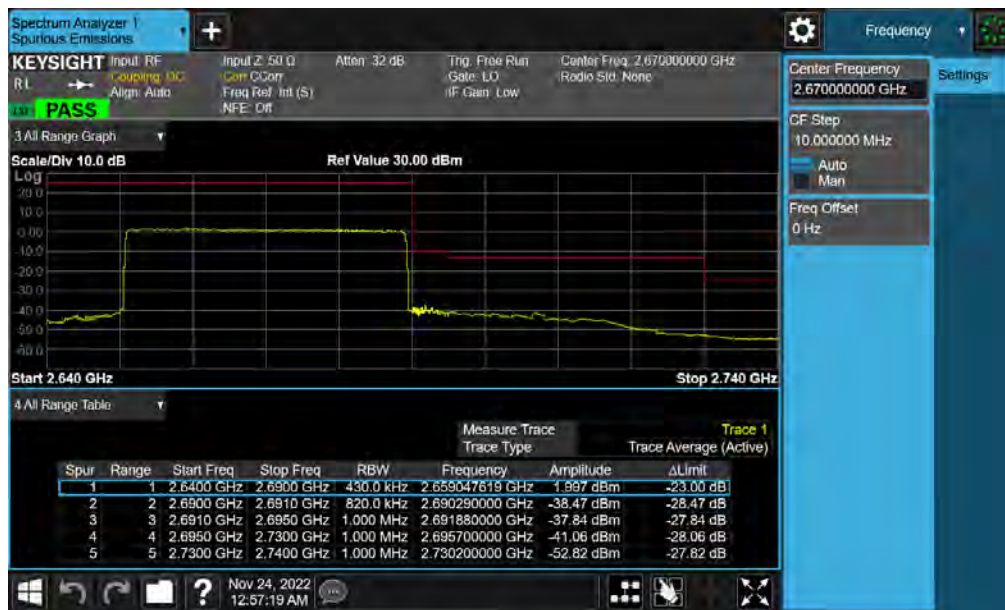 Spectrum Analyzer 1
Spurious Emissions
Frequency
KEYSIGHT Input: RF Input Z: 50 Ω Atten: 32 dB Trig: Free Run Center Freq: 2.670000000 GHz
RL Coupling: DC Corr CCorr Gate: LO Radio Std: None
Align: Auto Freq Ref: Int (S) IF Gain: Low
PASS NFE: Off
Center Frequency
2.670000000 GHz
Settings
CF Step
10.000000 MHz
Auto
Man
Freq Offset
0 Hz
3 All Range Graph
Scale/Div 10.0 dB Ref Value 30.00 dBm
Log
20.0
10.0
0.00
-10.0
-20.0
-30.0
-40.0
-50.0
-60.0
Start 2.640 GHz Stop 2.740 GHz
4 All Range Table
Measure Trace Trace 1
Trace Type Trace Average (Active)
Spur Range Start Freq Stop Freq RBW Frequency Amplitude ΔLimit
1 1 2.6400 GHz 2.6900 GHz 430.0 kHz 2.659047619 GHz 1.997 dBm -23.00 dB
2 2 2.6900 GHz 2.6910 GHz 820.0 kHz 2.690290000 GHz -38.47 dBm -28.47 dB
3 3 2.6910 GHz 2.6950 GHz 1.000 MHz 2.691880000 GHz -37.84 dBm -27.84 dB
4 4 2.6950 GHz 2.7300 GHz 1.000 MHz 2.695700000 GHz -41.06 dBm -28.06 dB
5 5 2.7300 GHz 2.7400 GHz 1.000 MHz 2.730200000 GHz -52.82 dBm -27.82 dB
Nov 24, 2022
12:57:19 AM